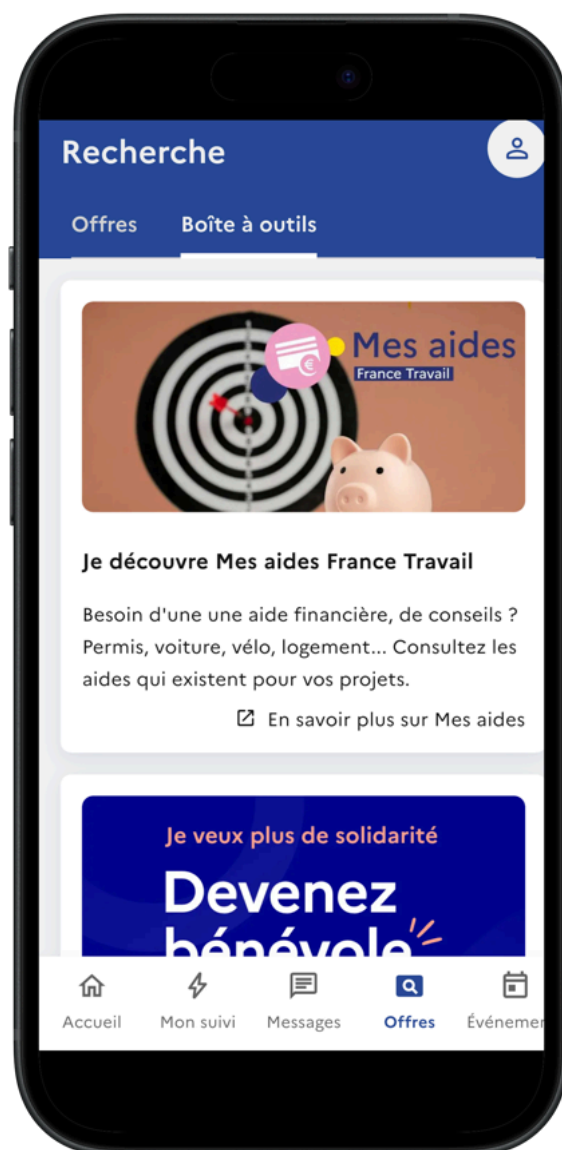 Recherche
Offres Boîte à outils
Mes aides
France Travail
Je découvre Mes aides France Travail
Besoin d'une une aide financière, de conseils ?
Permis, voiture, vélo, logement... Consultez les
aides qui existent pour vos projets.
En savoir plus sur Mes aides
Je veux plus de solidarité
Devenez
bénévole
Accueil Mon suivi Messages Offres Événemen